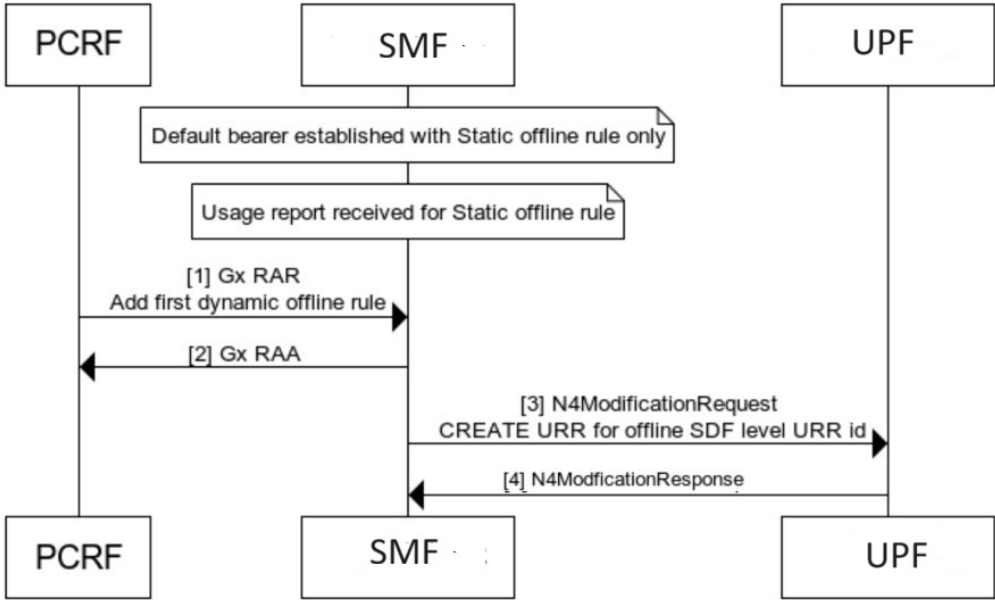 PCRF
SMF
UPF
Default bearer established with Static offline rule only
Usage report received for Static offline rule
[1] Gx RAR
Add first dynamic offline rule
[2] Gx RAA
[3] N4ModificationRequest
CREATE URR for offline SDF level URR id
[4] N4ModficationResponse
PCRF
SMF
UPF